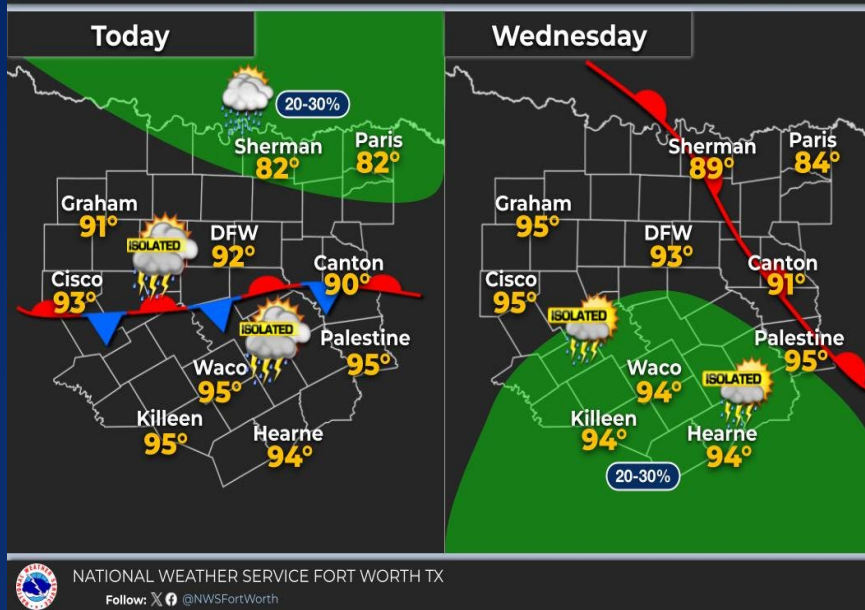 Today
20-30%
Sherman
82°
Paris
82°
Graham
91°
ISOLATED
DFW
92°
Canton
90°
Cisco
93°
ISOLATED
Palestine
95°
Waco
95°
Killeen
95°
Hearne
94°
Wednesday
Sherman
89°
Paris
84°
Graham
95°
DFW
93°
Canton
91°
Cisco
95°
ISOLATED
Palestine
95°
Waco
94°
ISOLATED
Killeen
94°
Hearne
94°
20-30%
NATIONAL WEATHER SERVICE FORT WORTH TX
Follow: @NWSFortWorth